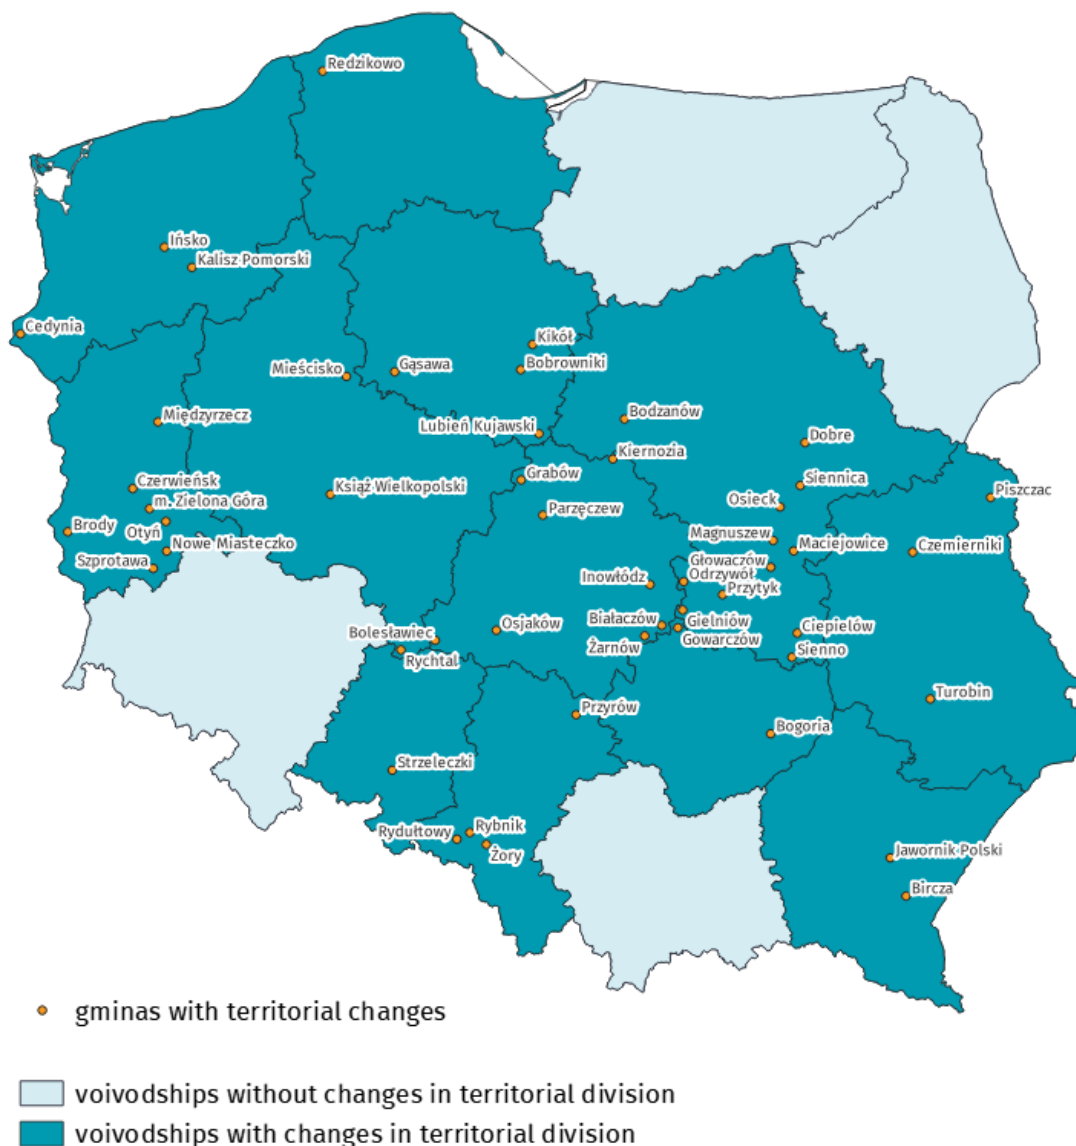 Redzikowo
Ińsko
Kalisz Pomorski
Cedynia
Kikół
Gąsawa
Bobrowniki
Mieścisko
Międzyrzecz
Bodzanów
Lubień Kujawski
Dobre
Kiernozia
Grabów
Czerwieńsk
Książ Wielkopolski
Siennica
Piszczac
m. Zielona Góra
Osieck
Parzęczew
Brody
Otyń
Magnuszew
Nowe Miasteczko
Maciejowice
Czemierniki
Szprotawa
Głowaczów
Odrzywół
Inowłódz
Przytyk
Białaczów
Gielniów
Osjaków
Ciepielów
Bolesławiec
Gowarczów
Żarnów
Sienno
Rychtal
Turobin
Przyrów
Bogoria
Strzeleczki
Rydułtowy
Rybnik
Żory
Jawornik Polski
Bircza
gminas with territorial changes
voivodships without changes in territorial division
voivodships with changes in territorial division